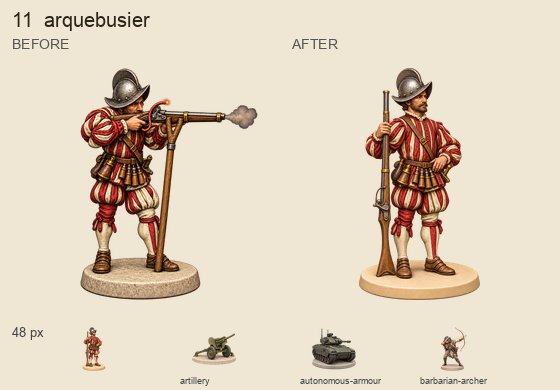 11 arquebusier
BEFORE
AFTER
48 px
artillery
autonomous-armour
barbarian-archer